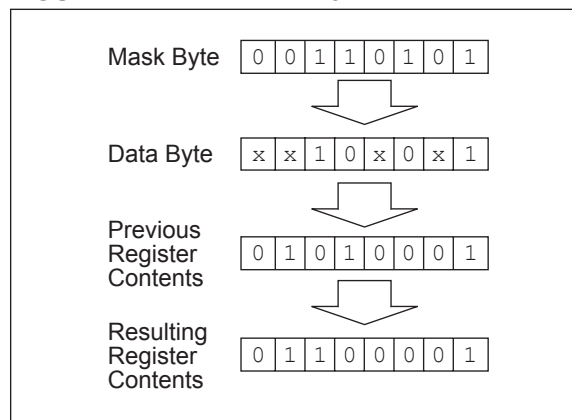 Mask Byte 0 0 1 1 0 1 0 1
Data Byte x x 1 0 x 0 x 1
Previous
Register
Contents
0 1 0 1 0 0 0 1
Resulting
Register
Contents
0 1 1 0 0 0 0 1